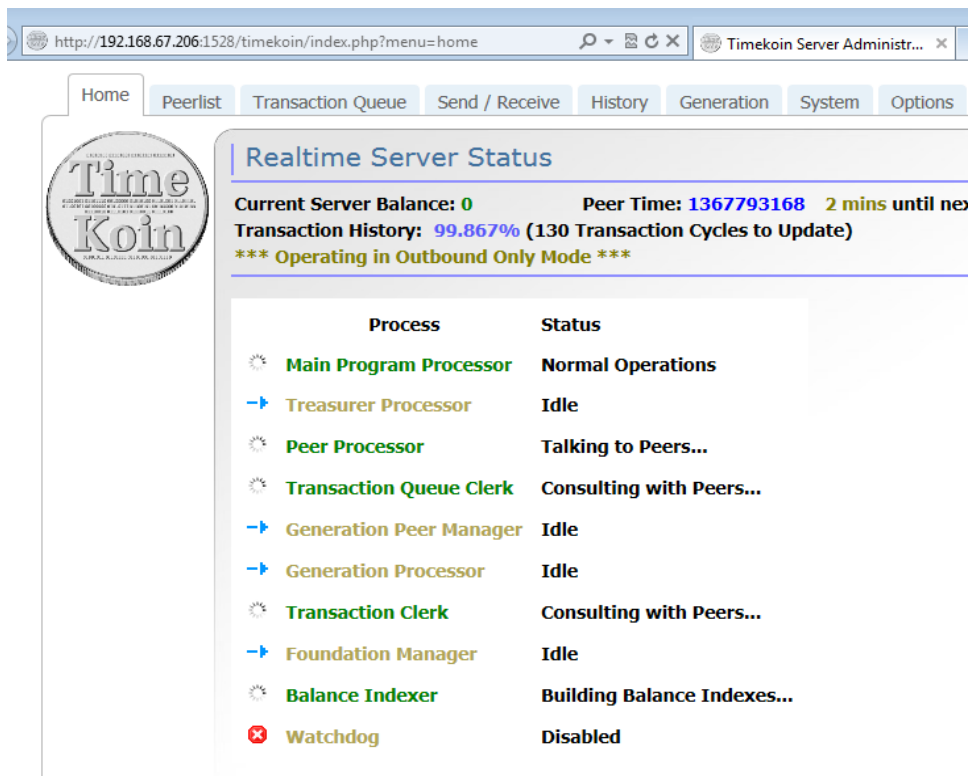 http://192.168.67.206:1528/timekoin/index.php?menu=home Timekoin Server Administr...
Home Peerlist Transaction Queue Send / Receive History Generation System Options
Time
Koin
Realtime Server Status
Current Server Balance: 0 Peer Time: 1367793168 2 mins until nex
Transaction History: 99.867% (130 Transaction Cycles to Update)
*** Operating in Outbound Only Mode ***
Process Status
Main Program Processor Normal Operations
Treasurer Processor Idle
Peer Processor Talking to Peers...
Transaction Queue Clerk Consulting with Peers...
Generation Peer Manager Idle
Generation Processor Idle
Transaction Clerk Consulting with Peers...
Foundation Manager Idle
Balance Indexer Building Balance Indexes...
Watchdog Disabled